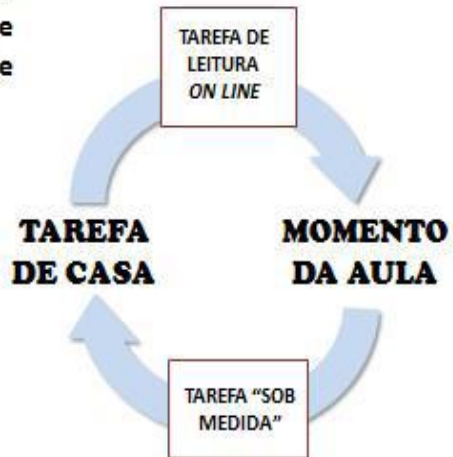 e
e
TAREFA DE
LEITURA
ON LINE
TAREFA
DE CASA
MOMENTO
DA AULA
TAREFA “SOB
MEDIDA”